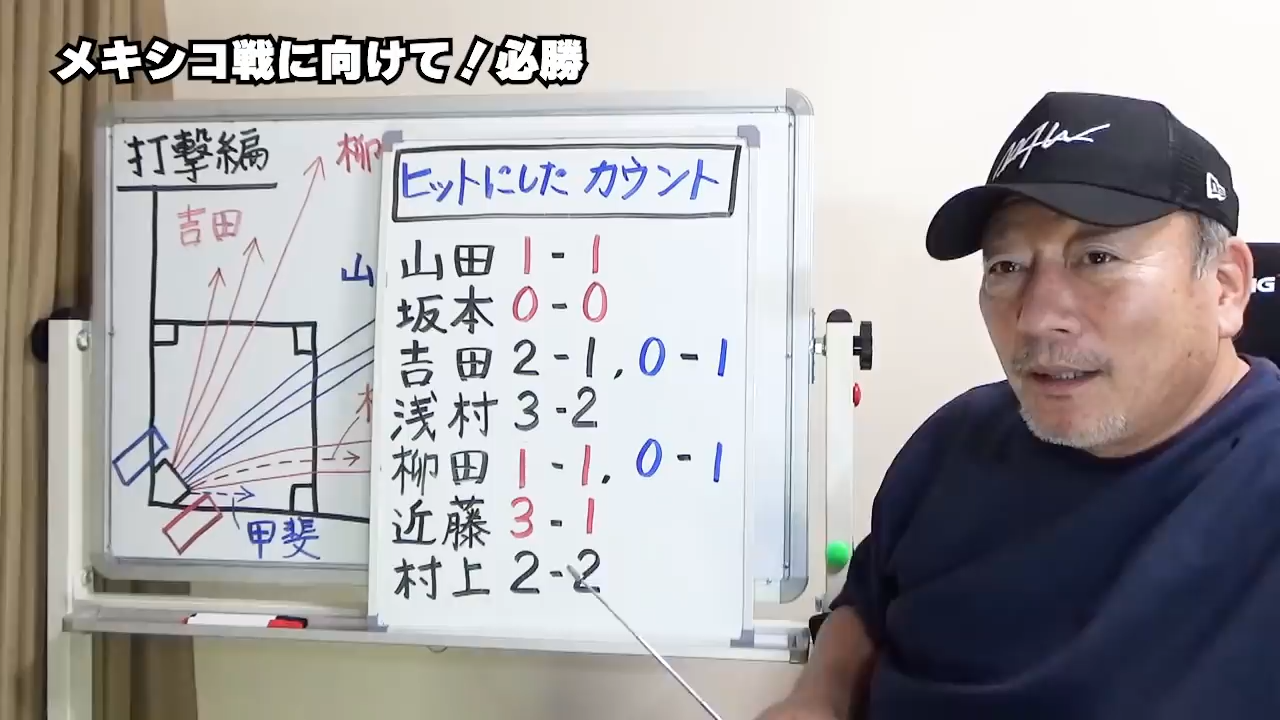 メキシコ戦に向けて!必勝
打撃編
柳
吉田
山
甲斐
ヒットにした カウント
山田 1-1
坂本 0-0
吉田 2-1, 0-1
浅村 3-2
柳田 1-1, 0-1
近藤 3-1
村上 2-2